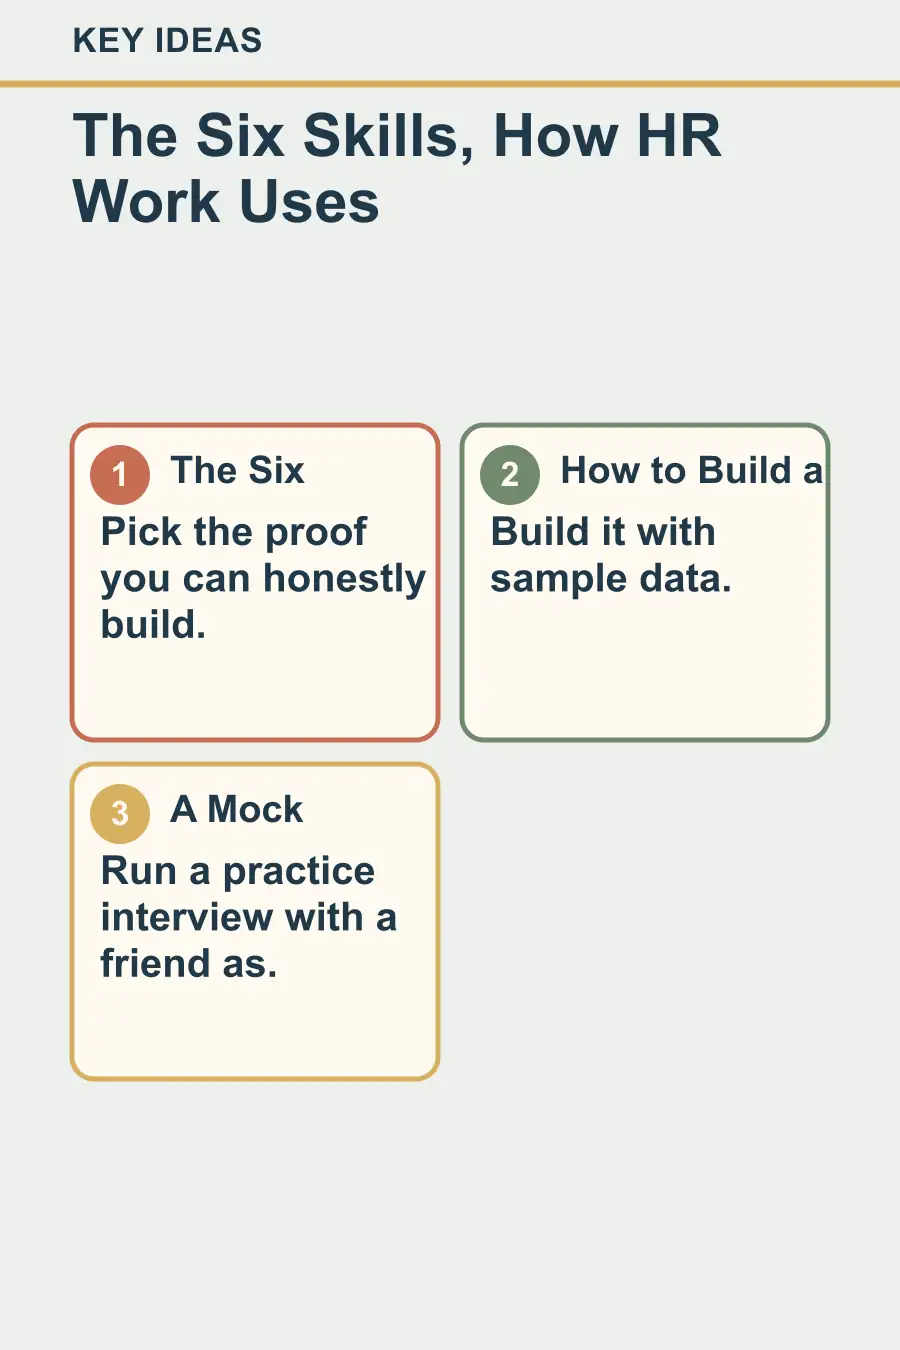 KEY IDEAS
The Six Skills, How HR
Work Uses
1 The Six
Pick the proof
you can honestly
build.
2 How to Build a
Build it with
sample data.
3 A Mock
Run a practice
interview with a
friend as.